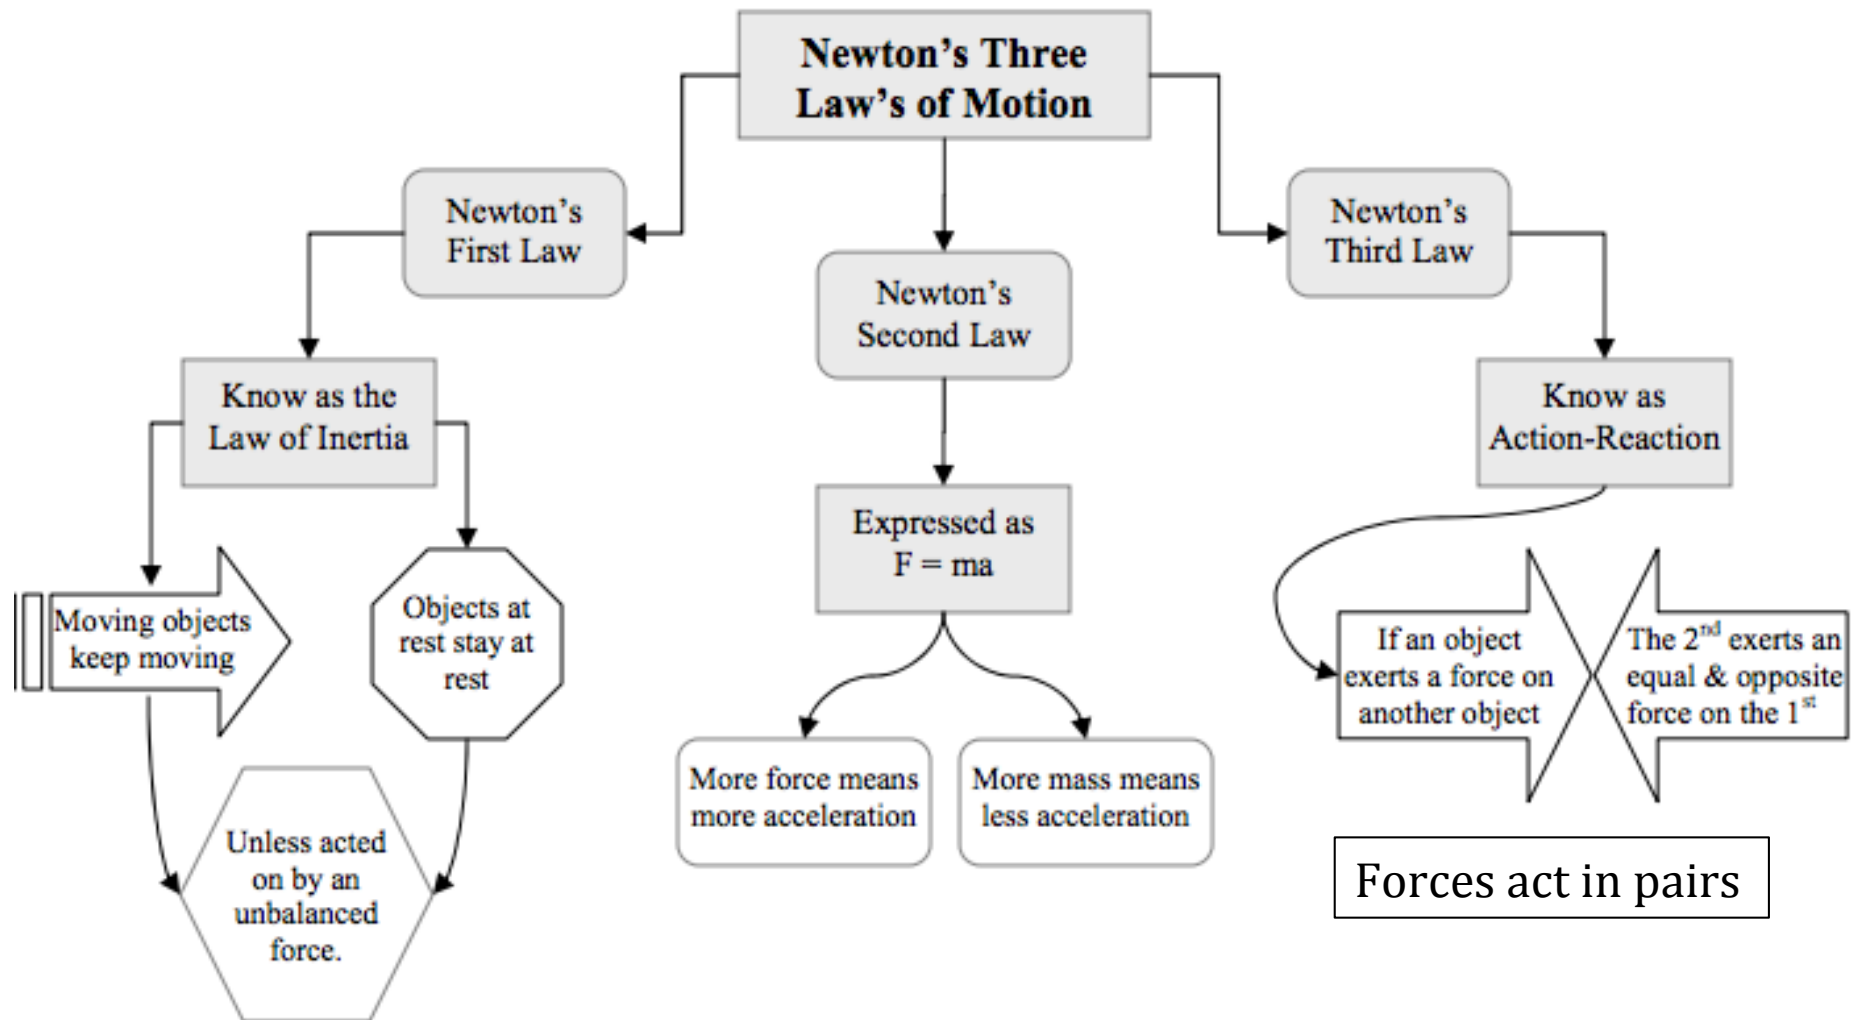 Newton’s Three
Law’s of Motion
Newton’s
First Law
Newton’s
Second Law
Newton’s
Third Law
Know as the
Law of Inertia
Moving objects
keep moving
Objects at
rest stay at
rest
Unless acted
on by an
unbalanced
force.
Expressed as
F = ma
More force means
more acceleration
More mass means
less acceleration
Know as
Action-Reaction
If an object
exerts a force on
another object
The 2nd exerts an
equal & opposite
force on the 1st
Forces act in pairs